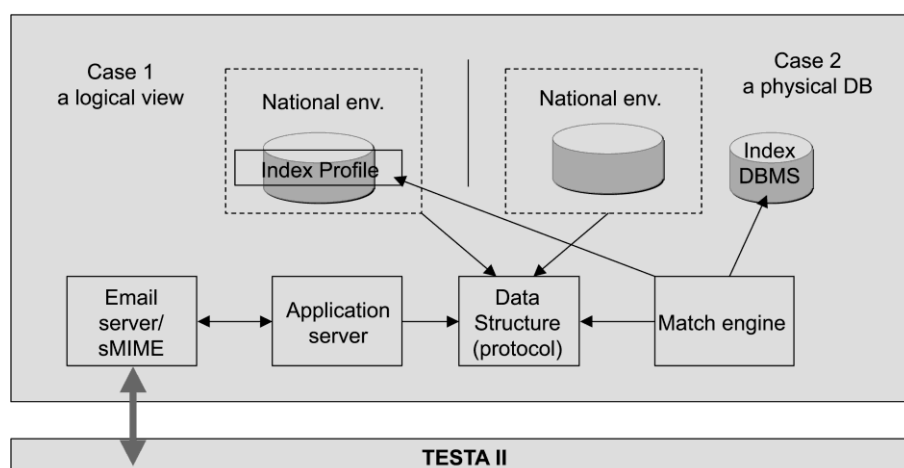 Case 1
a logical view
National env.
Index Profile
National env.
Case 2
a physical DB
Index
DBMS
Email
server/
sMIME
Application
server
Data
Structure
(protocol)
Match engine
TESTA II